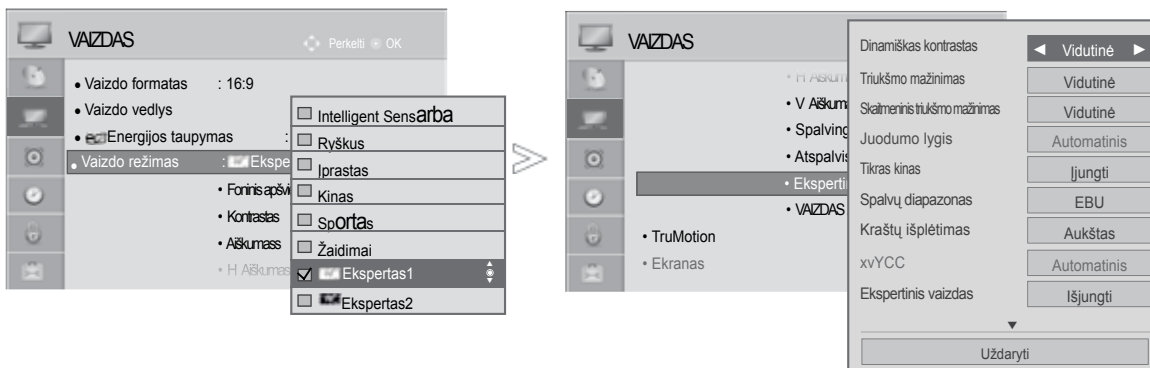 VAIZDAS
Perkelti OK
• Vaizdo formatas : 16:9
• Vaizdo vedlys
• Energijos taupymas :
• Vaizdo režimas : Ekspe
• Foninis apšvi
• Kontrastas
• Aiškumass
• H Aiškumas
Intelligent Sensarba
Ryškus
Įprastas
Kinas
Sportas
Žaidimai
Ekspertas1
Ekspertas2
VAIZDAS
• H Aiškum
• V Aiškuma
• Spalving
• Atspalvis
• Eksperti
• VAIZDAS
• TruMotion
• Ekranas
Dinamiškas kontrastas ◄ Vidutinė ►
Triukšmo mažinimas Vidutinė
Skaitmeninis triukšmo mažinimas Vidutinė
Juodumo lygis Automatinis
Tikras kinas Įjungti
Spalvų diapazonas EBU
Kraštų išplėtimas Aukštas
xvYCC Automatinis
Ekspertinis vaizdas Išjungti
▼
Uždaryti